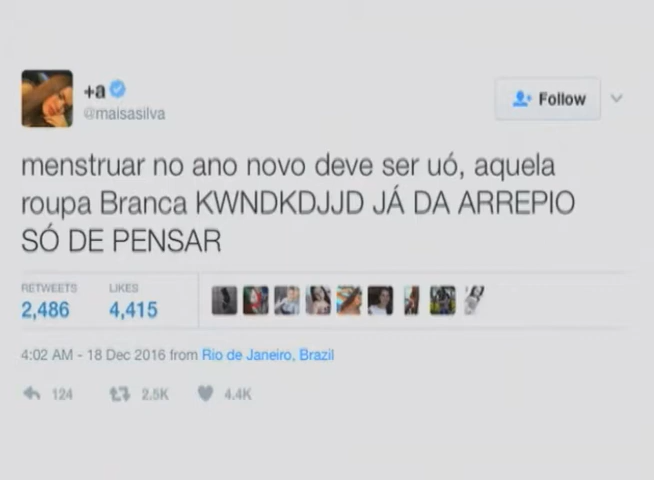 +a
@maisasilva
Follow
menstruar no ano novo deve ser uó, aquela
roupa Branca KWNDKDJJD JÁ DA ARREPIO
SÓ DE PENSAR
RETWEETS LIKES
2,486 4,415
4:02 AM - 18 Dec 2016 from Rio de Janeiro, Brazil
124 2.5K 4.4K